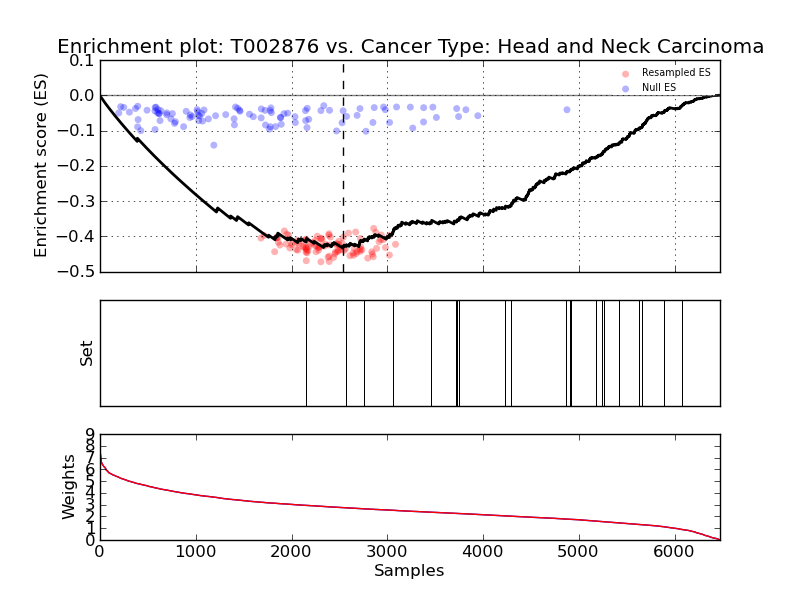 Enrichment plot: T002876 vs. Cancer Type: Head and Neck Carcinoma
0.1
0.0
−0.1
−0.2
−0.3
−0.4
−0.5
Enrichment score (ES)
Resampled ES
Null ES
Set
9
8
7
6
5
4
3
2
1
0
Weights
0 1000 2000 3000 4000 5000 6000
Samples